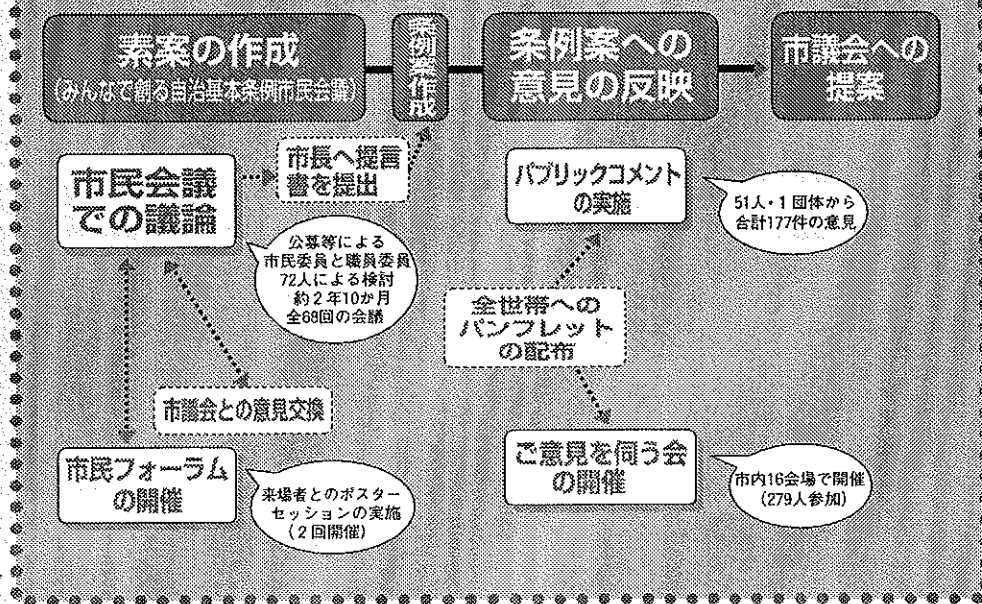 素案の作成
(みんなで創る自治基本条例市民会議)
条例案作成
条例案への
意見の反映
市議会への
提案
市民会議
での議論
市長へ提言
書を提出
公募等による
市民委員と職員委員
72人による検討
約2年10か月
全68回の会議
市議会との意見交換
市民フォーラム
の開催
来場者とのポスター
セッションの実施
(2回開催)
パブリックコメント
の実施
51人・1団体から
合計177件の意見
全世帯への
パンフレット
の配布
ご意見を伺う会
の開催
市内16会場で開催
(279人参加)